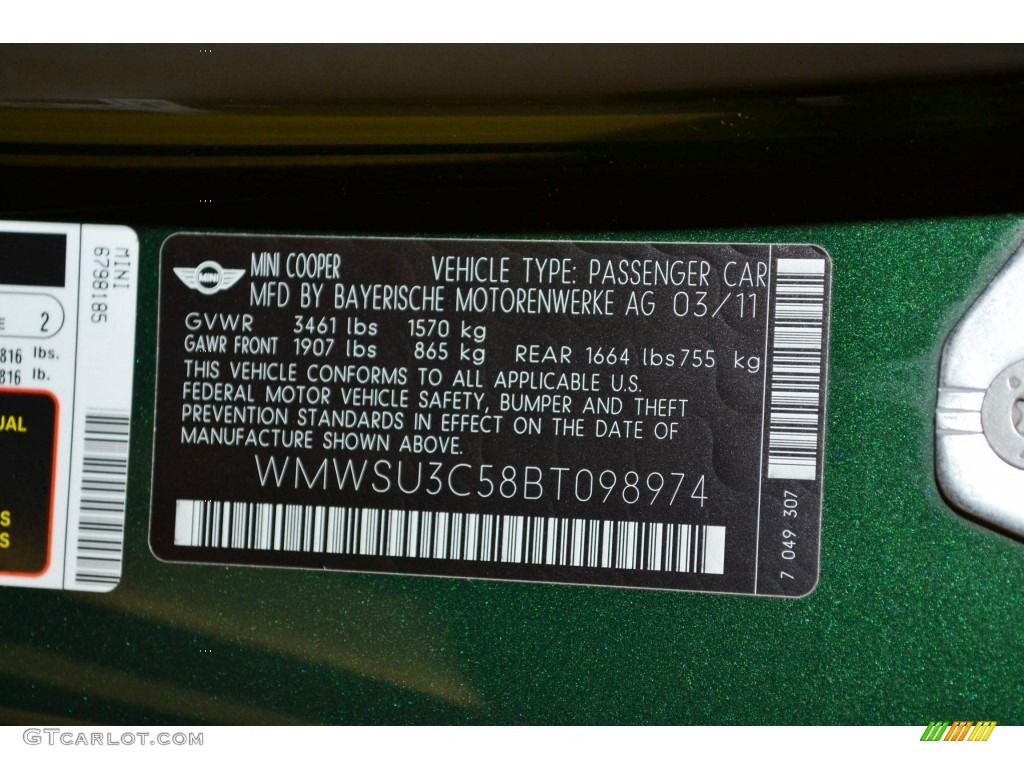 MINI
6798185
2
816 lbs.
816 lb.
MINI
MINI COOPER VEHICLE TYPE: PASSENGER CAR
MFD BY BAYERISCHE MOTORENWERKE AG 03/11
GVWR 3461 lbs 1570 kg
GAWR FRONT 1907 lbs 865 kg REAR 1664 lbs 755 kg
THIS VEHICLE CONFORMS TO ALL APPLICABLE U.S.
FEDERAL MOTOR VEHICLE SAFETY, BUMPER AND THEFT
PREVENTION STANDARDS IN EFFECT ON THE DATE OF
MANUFACTURE SHOWN ABOVE.
WMWSU3C58BT098974
7 049 307
GTCARLOT.COM